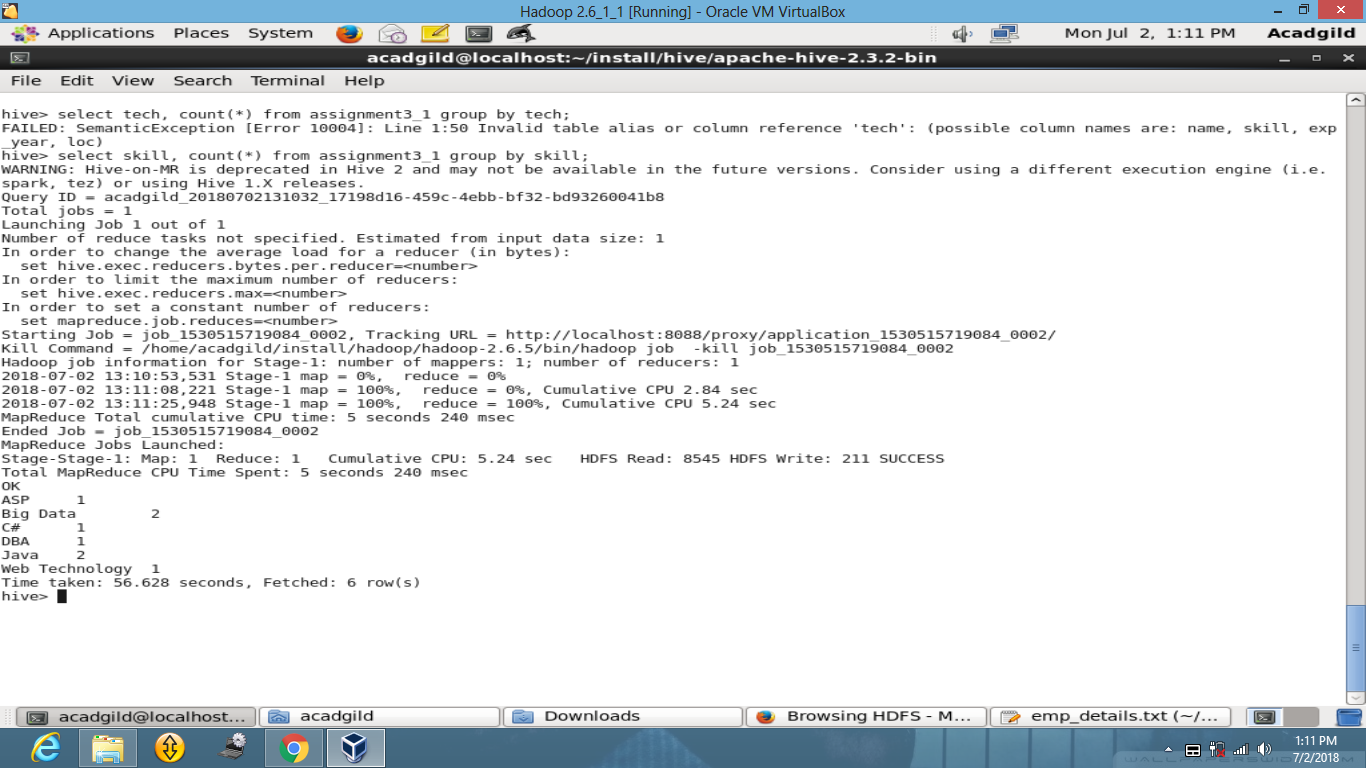 Hadoop 2.6_1_1 [Running] - Oracle VM VirtualBox
Applications Places System Mon Jul 2, 1:11 PM Acadgild
acadgild@localhost:~/install/hive/apache-hive-2.3.2-bin
File Edit View Search Terminal Help
hive> select tech, count(*) from assignment3_1 group by tech;
FAILED: SemanticException [Error 10004]: Line 1:50 Invalid table alias or column reference 'tech': (possible column names are: name, skill, exp
_year, loc)
hive> select skill, count(*) from assignment3_1 group by skill;
WARNING: Hive-on-MR is deprecated in Hive 2 and may not be available in the future versions. Consider using a different execution engine (i.e.
spark, tez) or using Hive 1.X releases.
Query ID = acadgild_20180702131032_17198d16-459c-4ebb-bf32-bd93260041b8
Total jobs = 1
Launching Job 1 out of 1
Number of reduce tasks not specified. Estimated from input data size: 1
In order to change the average load for a reducer (in bytes):
  set hive.exec.reducers.bytes.per.reducer=<number>
In order to limit the maximum number of reducers:
  set hive.exec.reducers.max=<number>
In order to set a constant number of reducers:
  set mapreduce.job.reduces=<number>
Starting Job = job_1530515719084_0002, Tracking URL = http://localhost:8088/proxy/application_1530515719084_0002/
Kill Command = /home/acadgild/install/hadoop/hadoop-2.6.5/bin/hadoop job  -kill job_1530515719084_0002
Hadoop job information for Stage-1: number of mappers: 1; number of reducers: 1
2018-07-02 13:10:53,531 Stage-1 map = 0%,  reduce = 0%
2018-07-02 13:11:08,221 Stage-1 map = 100%,  reduce = 0%, Cumulative CPU 2.84 sec
2018-07-02 13:11:25,948 Stage-1 map = 100%,  reduce = 100%, Cumulative CPU 5.24 sec
MapReduce Total cumulative CPU time: 5 seconds 240 msec
Ended Job = job_1530515719084_0002
MapReduce Jobs Launched:
Stage-Stage-1: Map: 1  Reduce: 1   Cumulative CPU: 5.24 sec   HDFS Read: 8545 HDFS Write: 211 SUCCESS
Total MapReduce CPU Time Spent: 5 seconds 240 msec
OK
ASP     1
Big Data        2
C#      1
DBA     1
Java    2
Web Technology  1
Time taken: 56.628 seconds, Fetched: 6 row(s)
hive>
acadgild@localhost... acadgild Downloads Browsing HDFS - M... emp_details.txt (~/...
1:11 PM
7/2/2018